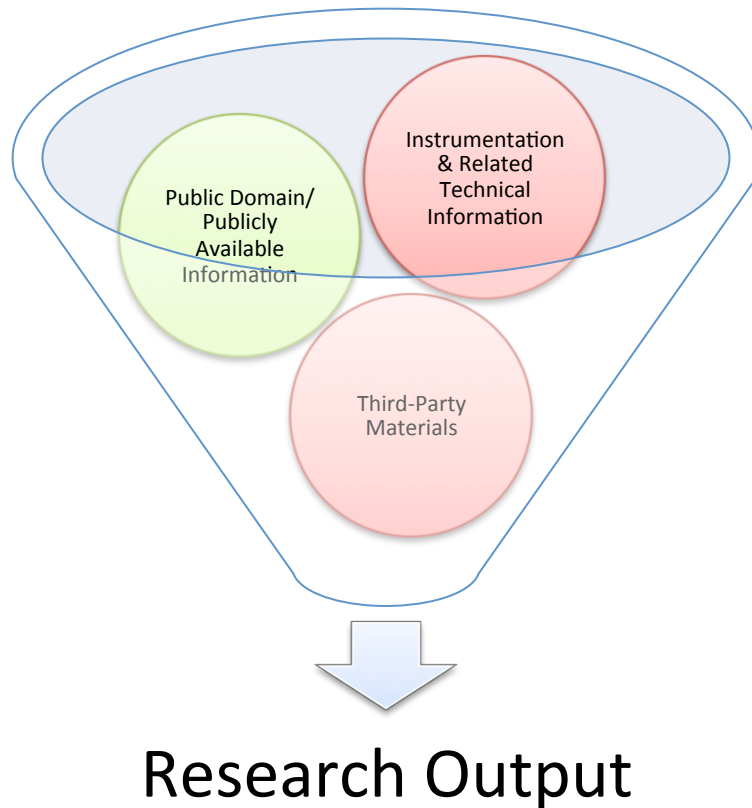 Public Domain/
Publicly
Available
Information
Instrumentation
& Related
Technical
Information
Third-Party
Materials
Research Output